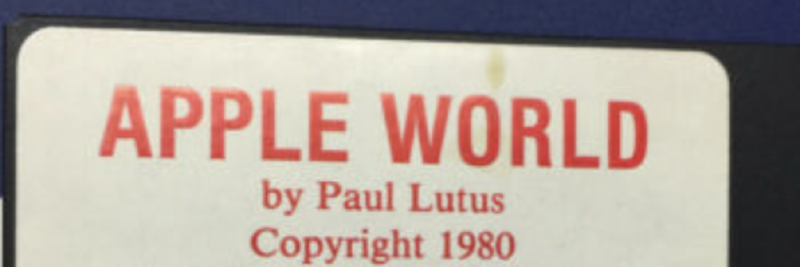 APPLE WORLD
by Paul Lutus
Copyright 1980